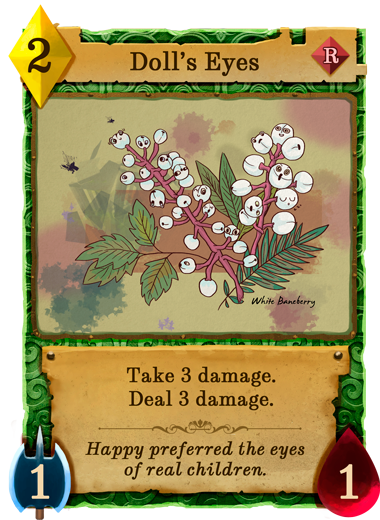 2
Doll's Eyes
R
White Baneberry
Take 3 damage.
Deal 3 damage.
Happy preferred the eyes
of real children.
1
1